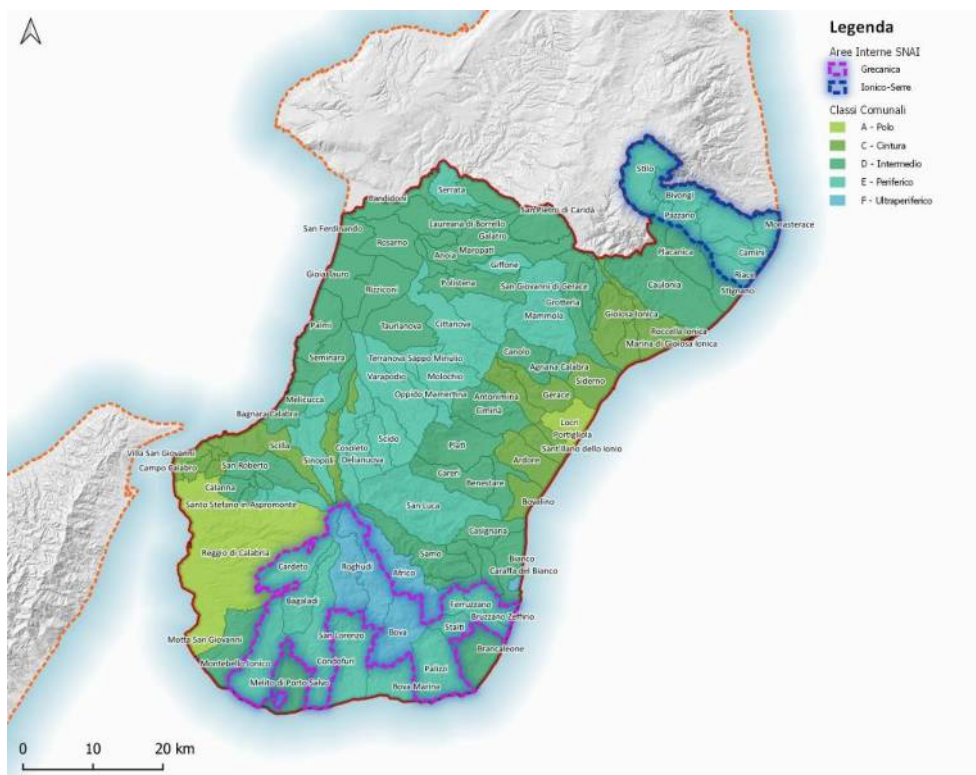 Legenda
Aree Interne SNAI
Grecanica
Ionico-Serre
Classi Comunali
A - Polo
C - Cintura
D - Intermedio
E - Periferico
F - Ultraperiferico
Stilo
Bivongi
Pazzano
Monasterace
Camini
Riace
Stignano
Placanica
Caulonia
Serrata
Candidoni
San Pietro di Caridà
Laureana di Borrello
San Ferdinando
Galatro
Rosarno
Maropati
Anoia
Giffone
Gioia Tauro
Polistena
San Giovanni di Gerace
Rizziconi
Grotteria
Mammola
Gioiosa Ionica
Palmi
Taurianova
Cittanova
Roccella Ionica
Marina di Gioiosa Ionica
Seminara
Terranova Sappo Minulio
Canolo
Agnana Calabra
Varapodio
Molochio
Siderno
Melicucca
Oppido Mamertina
Antonimina
Gerace
Bagnara Calabra
Cimina
Locri
Portigliola
Scilla
Cosoleto
Scido
Plati
Sant'Ilario dello Ionio
Villa San Giovanni
Campo Calabro
San Roberto
Sinopoli
Delianuova
Ardore
Calanna
Careri
Benestare
Santo Stefano in Aspromonte
San Luca
Bovalino
Casignana
Reggio di Calabria
Samo
Bianco
Cardeto
Roghudi
Africo
Caraffa del Bianco
Bagaladi
Ferruzzano
Bruzzano Zeffirio
Staiti
Motta San Giovanni
San Lorenzo
Bova
Brancaleone
Montebello Ionico
Condofuri
Palizzi
Melito di Porto Salvo
Bova Marina
0 10 20 km